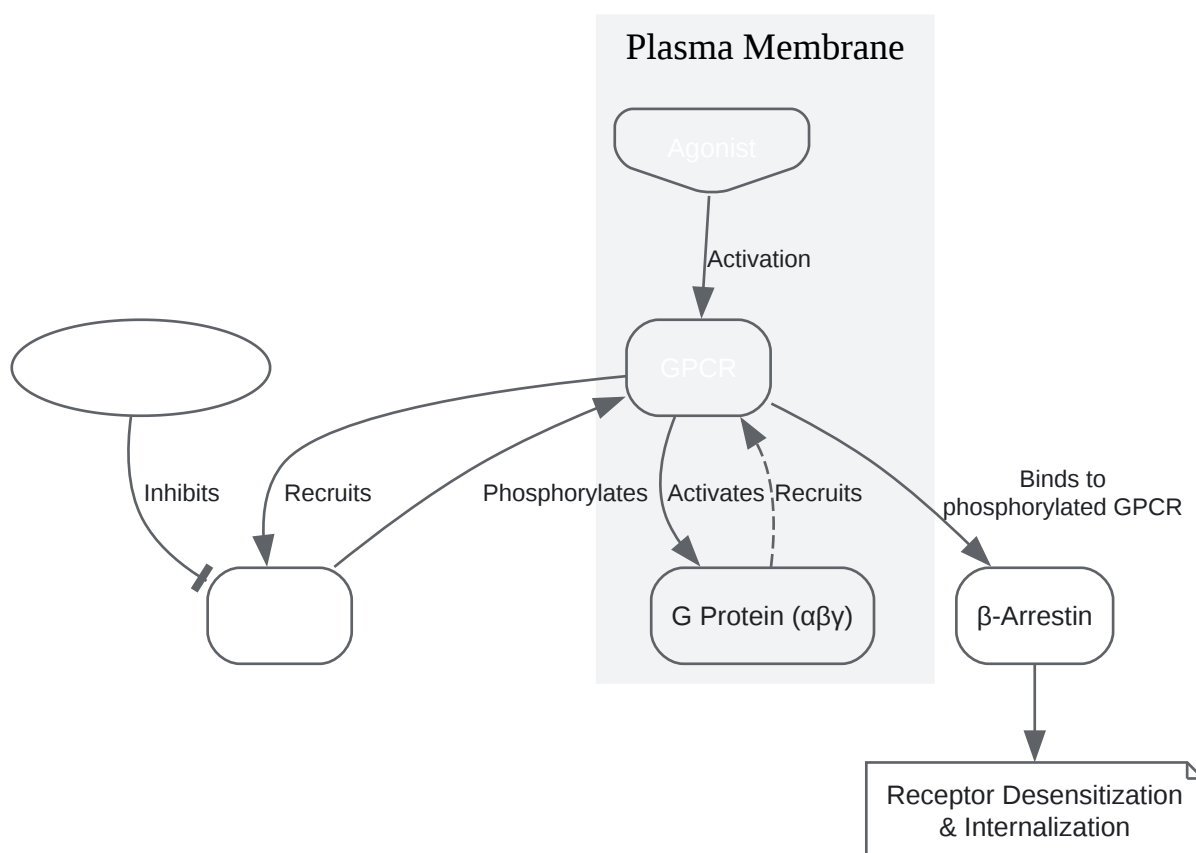 Plasma Membrane
Agonist
Activation
GPCR
Inhibits
Recruits
Phosphorylates
Activates
Recruits
Binds to
phosphorylated GPCR
G Protein (αβγ)
β-Arrestin
Receptor Desensitization
& Internalization